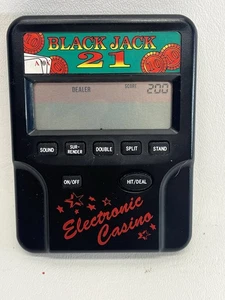 BLACK JACK
21
DEALER SCORE 200
SOUND SUR-RENDER DOUBLE SPLIT STAND
ON/OFF HIT/DEAL
Electronic
Casino